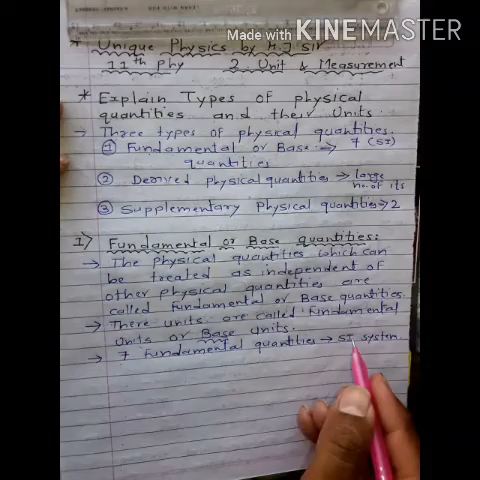 Made with KINEMASTER
* Unique Physics by H.J Sir
11th Phy 2 Unit & Measurement
* Explain Types of physical
quantities and their Units.
→ Three types of physical quantities.
① Fundamental or Base → 7 (SI)
quantities
② Derived physical quantities → large
no. of its
③ Supplementary Physical quantities → 2
1) Fundamental or Base quantities:
→ The physical quantities which can
be treated as independent of
other physical quantities are
called Fundamental or Base quantities.
→ There units are called Fundamental
Units or Base Units.
→ 7 Fundamental quantities → SI system.